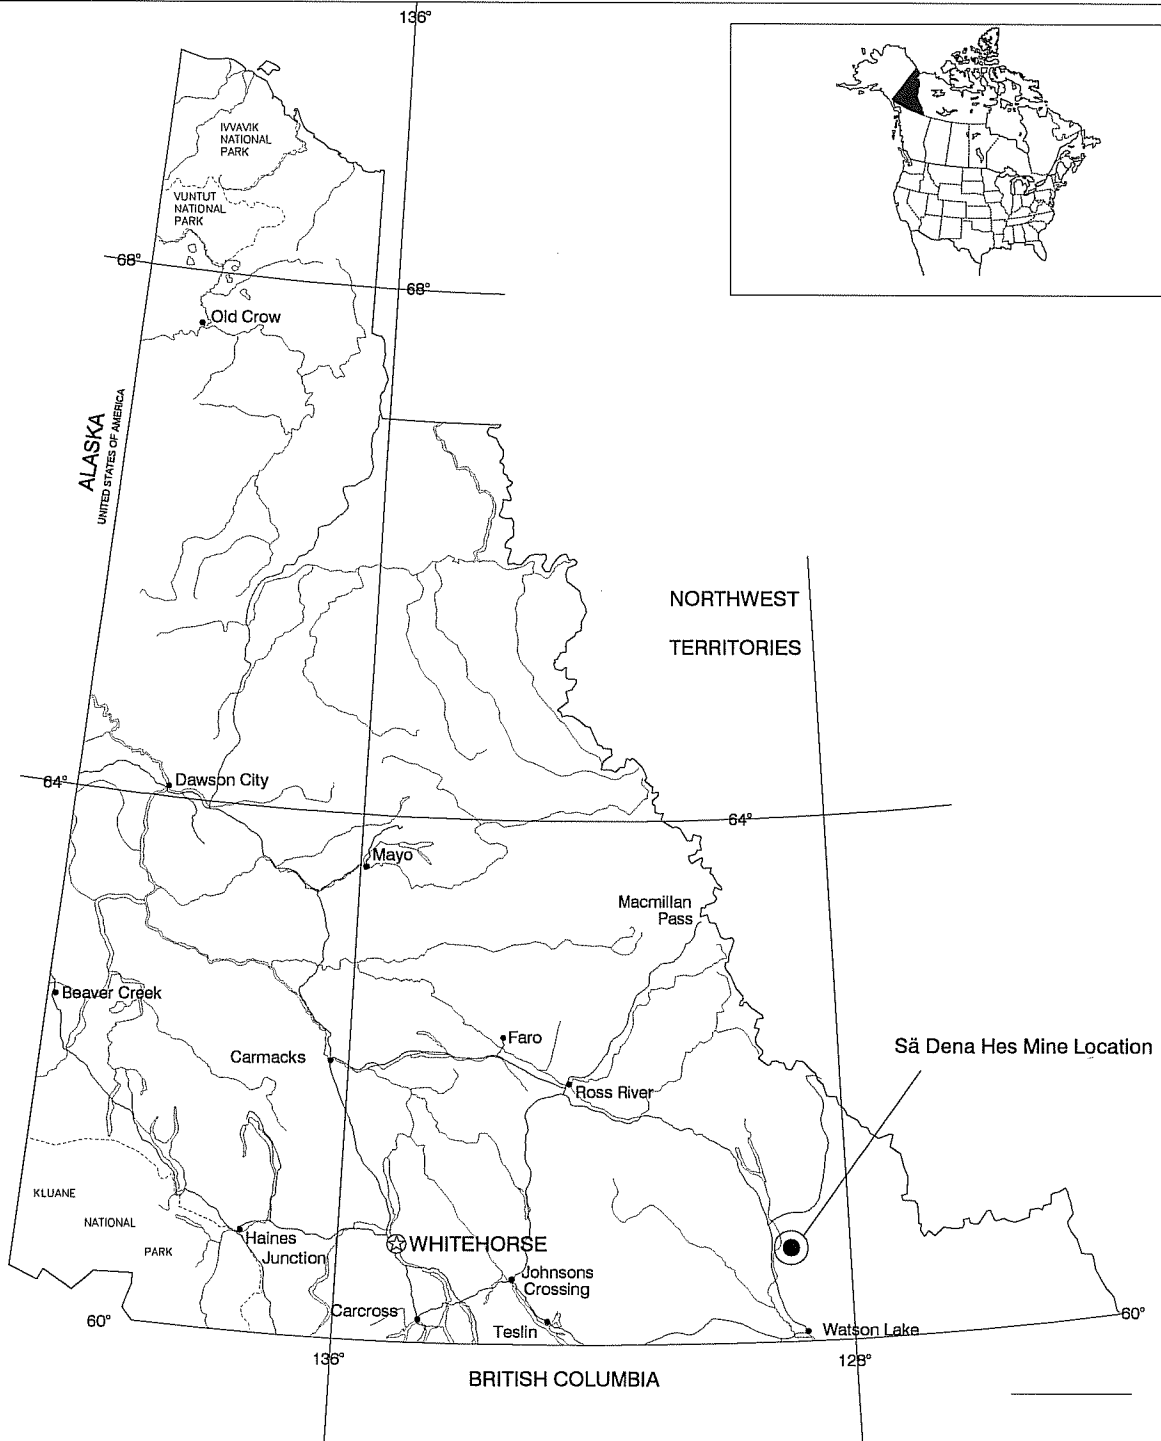 136°
IVVAVIK
NATIONAL
PARK
VUNTUT
NATIONAL
PARK
68°
68°
Old Crow
ALASKA
UNITED STATES OF AMERICA
NORTHWEST
TERRITORIES
64°
Dawson City
64°
Mayo
Macmillan
Pass
Beaver Creek
Faro
Carmacks
Sä Dena Hes Mine Location
Ross River
KLUANE
NATIONAL
PARK
Haines
Junction
WHITEHORSE
Johnsons
Crossing
Carcross
Teslin
60°
Watson Lake
60°
136°
128°
BRITISH COLUMBIA